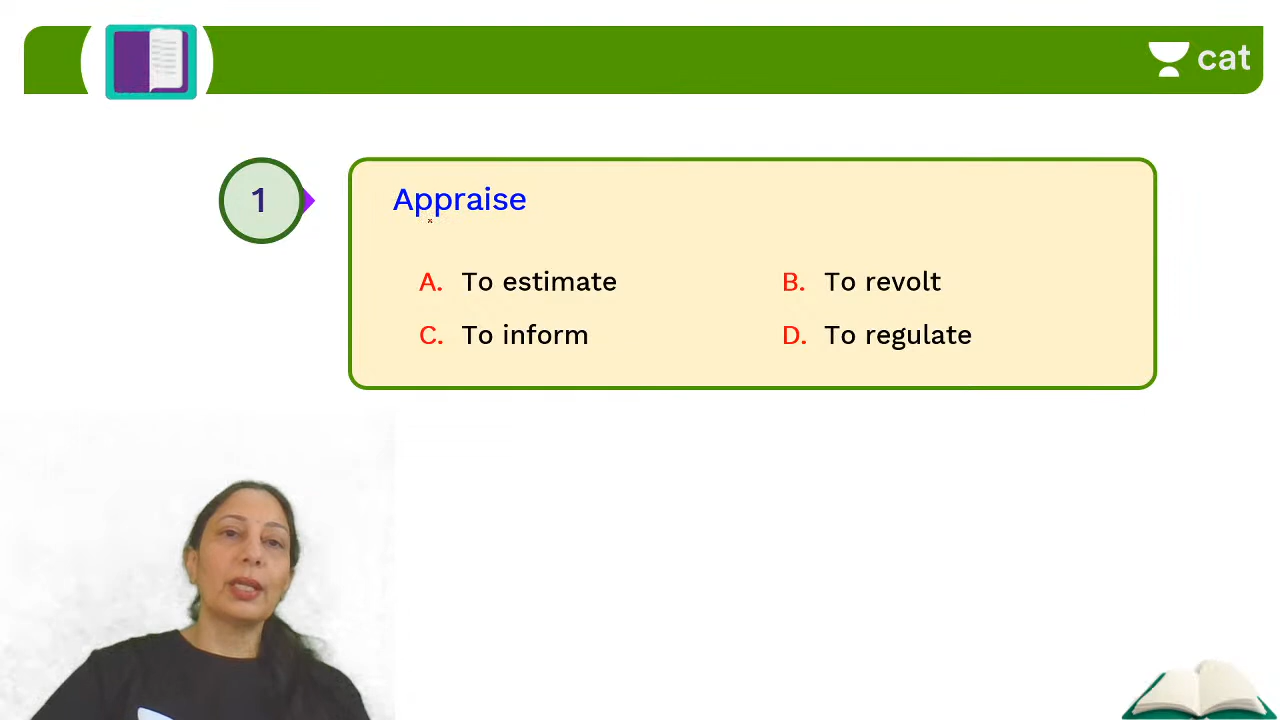 cat
1
Appraise
A. To estimate B. To revolt
C. To inform D. To regulate